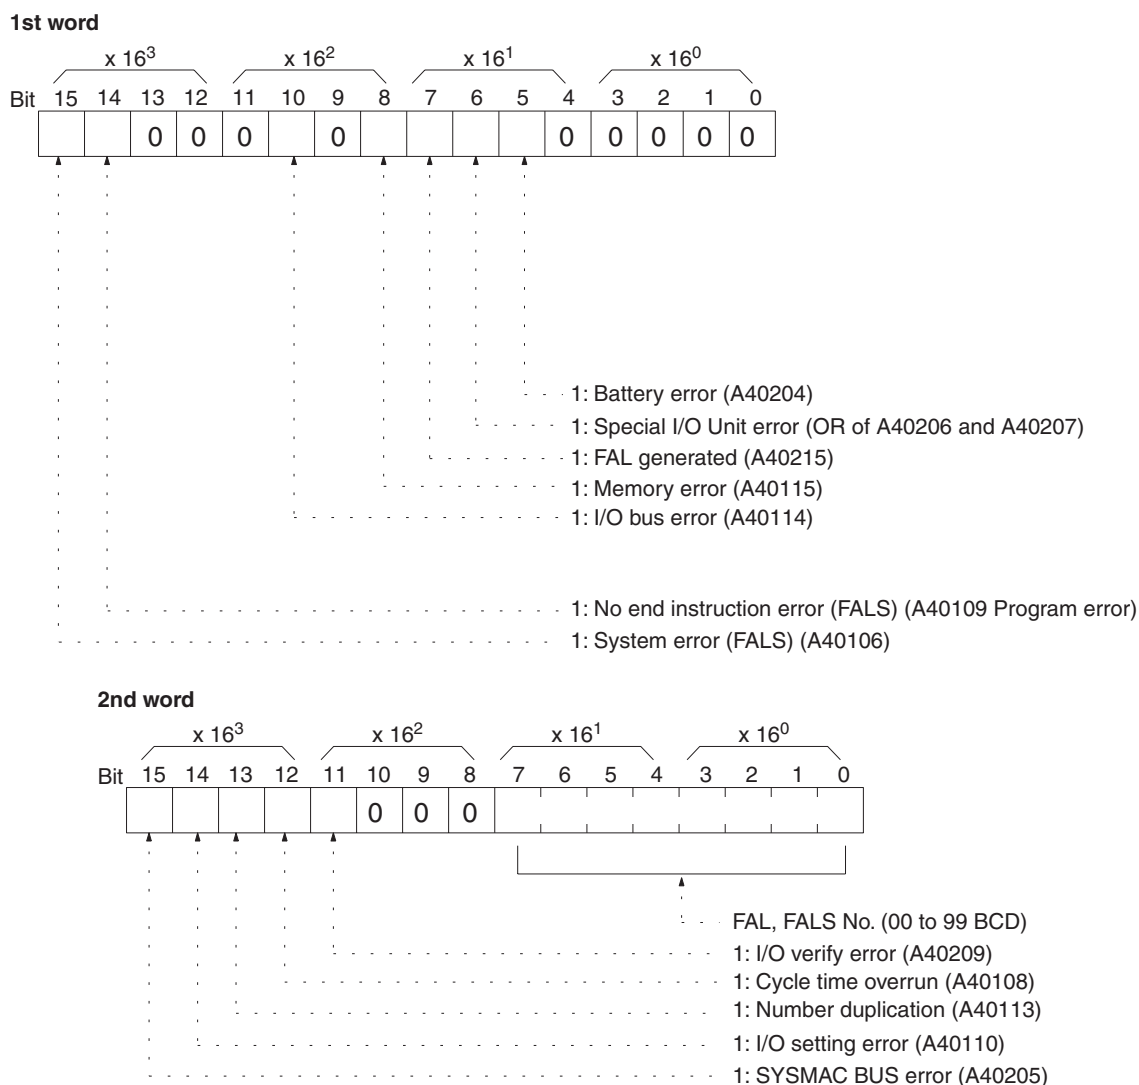 1st word
x 16³ x 16² x 16¹ x 16⁰
Bit 15 14 13 12 11 10 9 8 7 6 5 4 3 2 1 0
0 0 0 0 0 0 0 0 0
1: Battery error (A40204)
1: Special I/O Unit error (OR of A40206 and A40207)
1: FAL generated (A40215)
1: Memory error (A40115)
1: I/O bus error (A40114)
1: No end instruction error (FALS) (A40109 Program error)
1: System error (FALS) (A40106)
2nd word
x 16³ x 16² x 16¹ x 16⁰
Bit 15 14 13 12 11 10 9 8 7 6 5 4 3 2 1 0
0 0 0
FAL, FALS No. (00 to 99 BCD)
1: I/O verify error (A40209)
1: Cycle time overrun (A40108)
1: Number duplication (A40113)
1: I/O setting error (A40110)
1: SYSMAC BUS error (A40205)